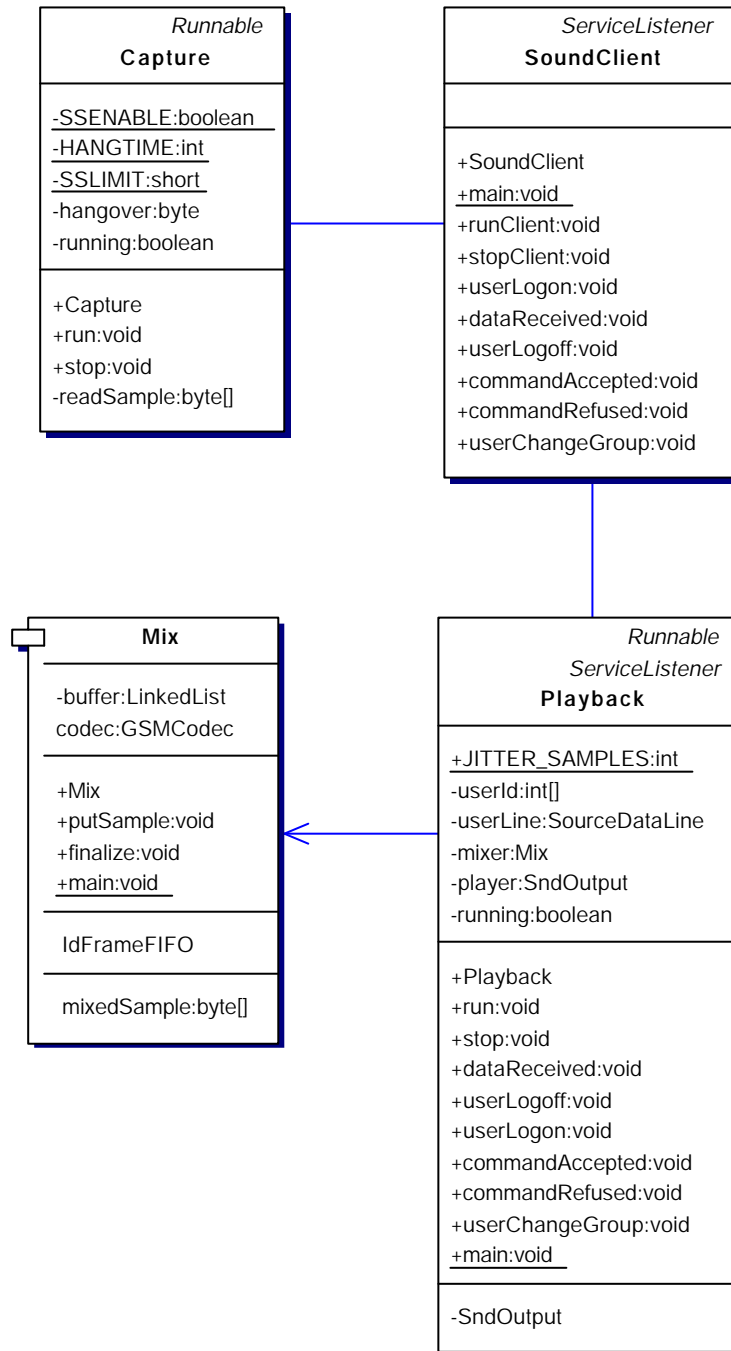 Runnable
Capture
-SSENABLE:boolean
-HANGTIME:int
-SSLIMIT:short
-hangover:byte
-running:boolean
+Capture
+run:void
+stop:void
-readSample:byte[]
ServiceListener
SoundClient
+SoundClient
+main:void
+runClient:void
+stopClient:void
+userLogon:void
+dataReceived:void
+userLogoff:void
+commandAccepted:void
+commandRefused:void
+userChangeGroup:void
Mix
-buffer:LinkedList
codec:GSMCodec
+Mix
+putSample:void
+finalize:void
+main:void
IdFrameFIFO
mixedSample:byte[]
Runnable
ServiceListener
Playback
+JITTER_SAMPLES:int
-userId:int[]
-userLine:SourceDataLine
-mixer:Mix
-player:SndOutput
-running:boolean
+Playback
+run:void
+stop:void
+dataReceived:void
+userLogoff:void
+userLogon:void
+commandAccepted:void
+commandRefused:void
+userChangeGroup:void
+main:void
-SndOutput